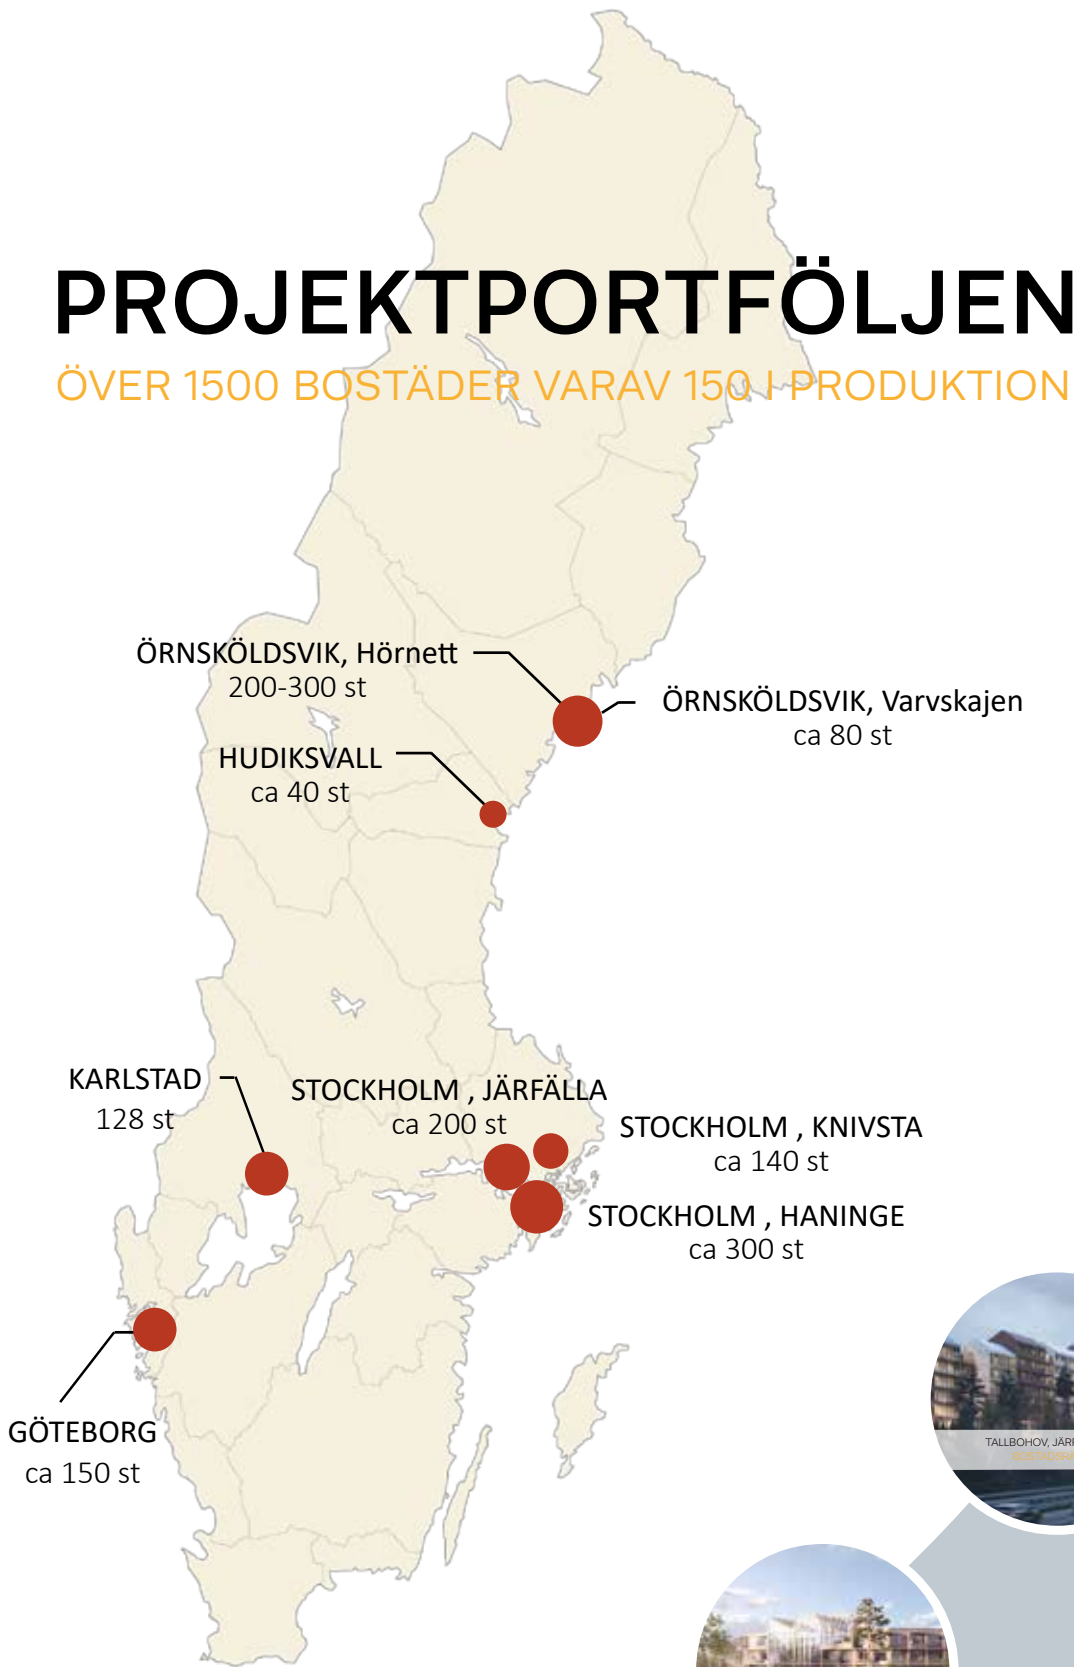 PROJEKTPORTFÖLJEN
ÖVER 1500 BOSTÄDER VARAV 150 I PRODUKTION
ÖRNSKÖLDSVIK, Hörnett
200-300 st
ÖRNSKÖLDSVIK, Varvskajen
ca 80 st
HUDIKSVALL
ca 40 st
KARLSTAD
128 st
STOCKHOLM , JÄRFÄLLA
ca 200 st
STOCKHOLM , KNIVSTA
ca 140 st
STOCKHOLM , HANINGE
ca 300 st
GÖTEBORG
ca 150 st
TALLBOHOV,